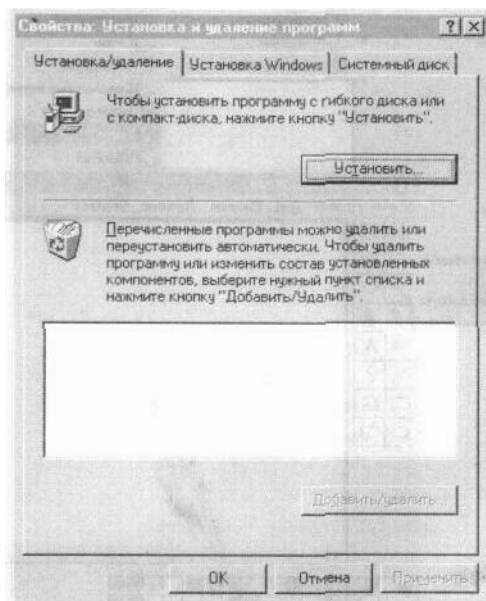 Свойства: Установка и удаление программ
Установка/удаление Установка Windows Системный диск
Чтобы установить программу с гибкого диска или
с компакт-диска, нажмите кнопку "Установить".
Установить...
Перечисленные программы можно удалить или
переустановить автоматически. Чтобы удалить
программу или изменить состав установленных
компонентов, выберите нужный пункт списка и
нажмите кнопку "Добавить/Удалить".
Добавить/удалить...
OK Отмена Применить